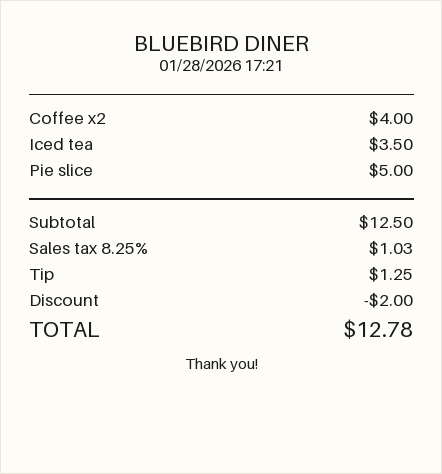 BLUEBIRD DINER
01/28/2026 17:21
Coffee x2 $4.00
Iced tea $3.50
Pie slice $5.00
Subtotal $12.50
Sales tax 8.25% $1.03
Tip $1.25
Discount -$2.00
TOTAL $12.78
Thank you!